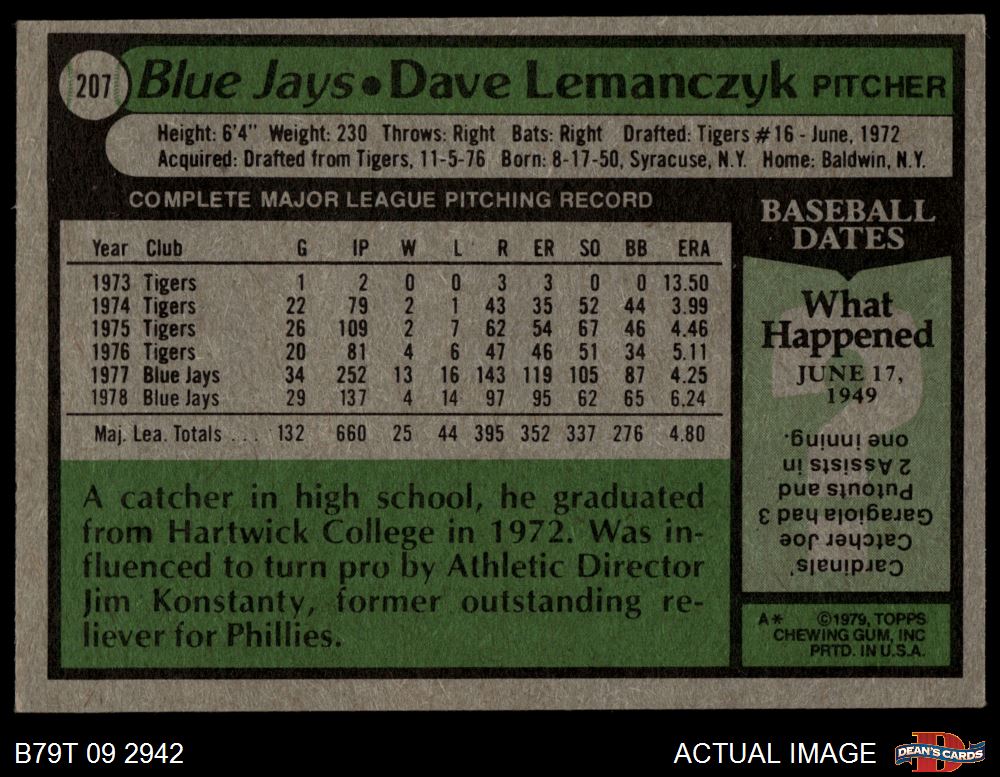 207 Blue Jays • Dave Lemanczyk PITCHER
Height: 6'4" Weight: 230 Throws: Right Bats: Right Drafted: Tigers #16 - June, 1972
Acquired: Drafted from Tigers, 11-5-76 Born: 8-17-50, Syracuse, N.Y. Home: Baldwin, N.Y.
COMPLETE MAJOR LEAGUE PITCHING RECORD
Year Club G IP W L R ER SO BB ERA
1973 Tigers 1 2 0 0 3 3 0 0 13.50
1974 Tigers 22 79 2 1 43 35 52 44 3.99
1975 Tigers 26 109 2 7 62 54 67 46 4.46
1976 Tigers 20 81 4 6 47 46 51 34 5.11
1977 Blue Jays 34 252 13 16 143 119 105 87 4.25
1978 Blue Jays 29 137 4 14 97 95 62 65 6.24
Maj. Lea. Totals ... 132 660 25 44 395 352 337 276 4.80
A catcher in high school, he graduated
from Hartwick College in 1972. Was in-
fluenced to turn pro by Athletic Director
Jim Konstanty, former outstanding re-
liever for Phillies.
BASEBALL
DATES
What
Happened
JUNE 17,
1949
Cardinals'
Catcher Joe
Garagiola had 3
Putouts and
2 Assists in
one inning.
A* ©1979, TOPPS
CHEWING GUM, INC
PRTD. IN U.S.A.
B79T 09 2942
ACTUAL IMAGE
D
DEAN'S CARDS